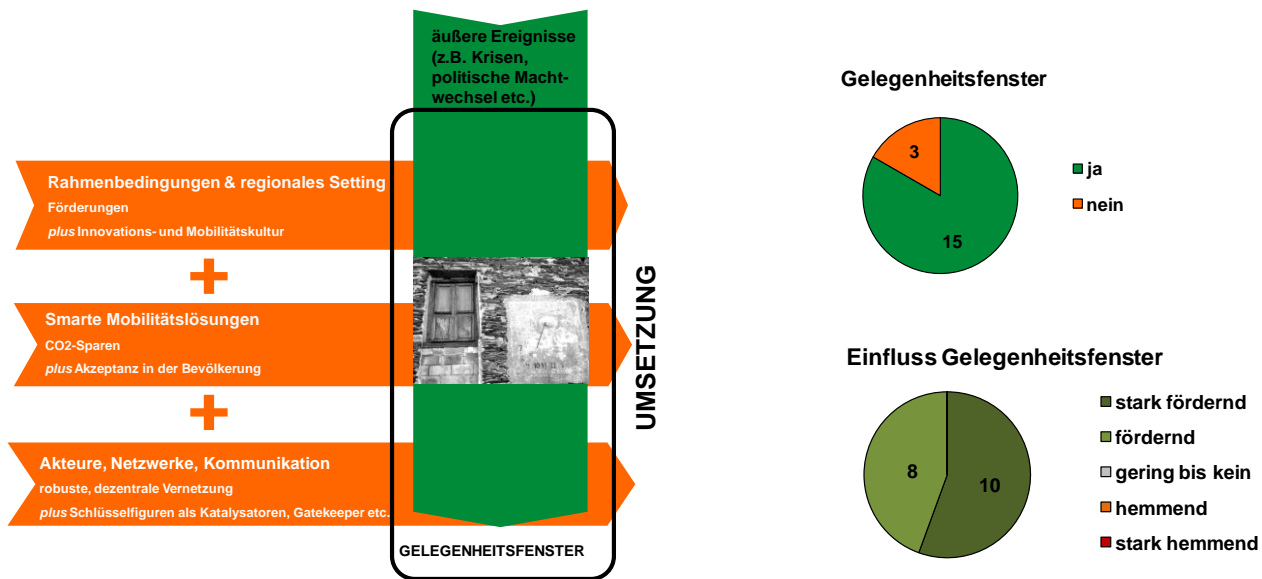 äußere Ereignisse
(z.B. Krisen,
politische Macht-
wechsel etc.)
Rahmenbedingungen & regionales Setting
Förderungen
plus Innovations- und Mobilitätskultur
+
Smarte Mobilitätslösungen
CO2-Sparen
plus Akzeptanz in der Bevölkerung
+
Akteure, Netzwerke, Kommunikation
robuste, dezentrale Vernetzung
plus Schlüsselfiguren als Katalysatoren, Gatekeeper etc.
GELEGENHEITSFENSTER
UMSETZUNG
Gelegenheitsfenster
3
15
ja
nein
Einfluss Gelegenheitsfenster
8
10
stark fördernd
fördernd
gering bis kein
hemmend
stark hemmend